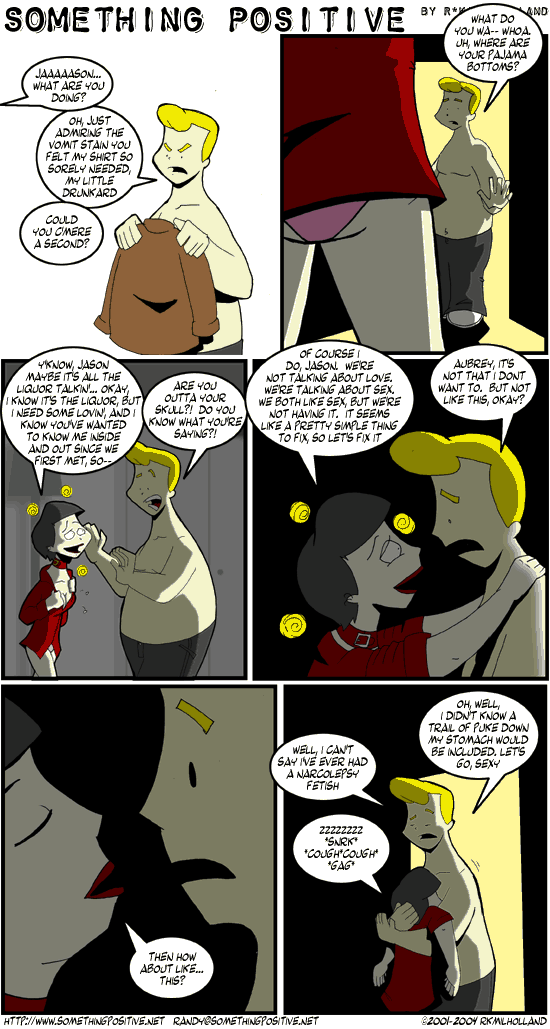 SOMETHING POSITIVE
BY R*K
LAND
JAAAAASON...
WHAT ARE YOU
DOING?
OH, JUST
ADMIRING THE
VOMIT STAIN YOU
FELT MY SHIRT SO
SORELY NEEDED,
MY LITTLE
DRUNKARD
COULD
YOU C'MERE
A SECOND?
WHAT DO
YOU WA-- WHOA.
UH, WHERE ARE
YOUR PAJAMA
BOTTOMS?
Y'KNOW, JASON
MAYBE IT'S ALL THE
LIQUOR TALKIN'... OKAY,
I KNOW IT'S THE LIQUOR, BUT
I NEED SOME LOVIN', AND I
KNOW YOU'VE WANTED
TO KNOW ME INSIDE
AND OUT SINCE WE
FIRST MET, SO--
ARE YOU
OUTTA YOUR
SKULL?! DO YOU
KNOW WHAT YOU'RE
SAYING?!
OF COURSE I
DO, JASON. WE'RE
NOT TALKING ABOUT LOVE.
WE'RE TALKING ABOUT SEX.
WE BOTH LIKE SEX, BUT WE'RE
NOT HAVING IT. IT SEEMS
LIKE A PRETTY SIMPLE THING
TO FIX, SO LET'S FIX IT
AUBREY, IT'S
NOT THAT I DONT
WANT TO. BUT NOT
LIKE THIS, OKAY?
THEN HOW
ABOUT LIKE...
THIS?
WELL, I CAN'T
SAY I'VE EVER HAD
A NARCOLEPSY
FETISH
ZZZZZZZZ
*SNRK*
*COUGH*COUGH*
*GAG*
OH, WELL,
I DIDN'T KNOW A
TRAIL OF PUKE DOWN
MY STOMACH WOULD
BE INCLUDED. LET'S
GO, SEXY
HTTP://WWW.SOMETHINGPOSITIVE.NET RANDY@SOMETHINGPOSITIVE.NET ©2001-2004 RKMILHOLLAND